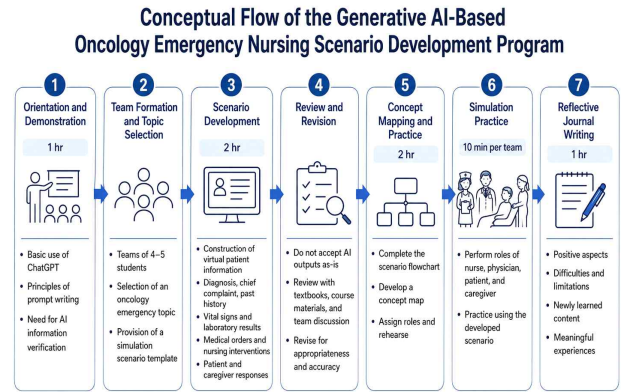 Conceptual Flow of the Generative AI-Based
Oncology Emergency Nursing Scenario Development Program
1
Orientation and
Demonstration
1 hr
• Basic use of
ChatGPT
• Principles of
prompt writing
• Need for AI
information
verification
2
Team Formation
and Topic
Selection
• Teams of 4–5
students
• Selection of an
oncology
emergency topic
• Provision of a
simulation
scenario template
3
Scenario
Development
2 hr
• Construction of
virtual patient
information
• Diagnosis, chief
complaint, past
history
• Vital signs and
laboratory results
• Medical orders and
nursing interventions
• Patient and
caregiver responses
4
Review and
Revision
• Do not accept AI
outputs as-is
• Review with
textbooks, course
materials, and
team discussion
• Revise for
appropriateness
and accuracy
5
Concept
Mapping and
Practice
2 hr
• Complete the
scenario flowchart
• Develop a
concept map
• Assign roles and
rehearse
6
Simulation
Practice
10 min per team
• Perform roles of
nurse, physician,
patient, and
caregiver
• Practice using the
developed
scenario
7
Reflective
Journal
Writing
1 hr
• Positive aspects
• Difficulties and
limitations
• Newly learned
content
• Meaningful
experiences